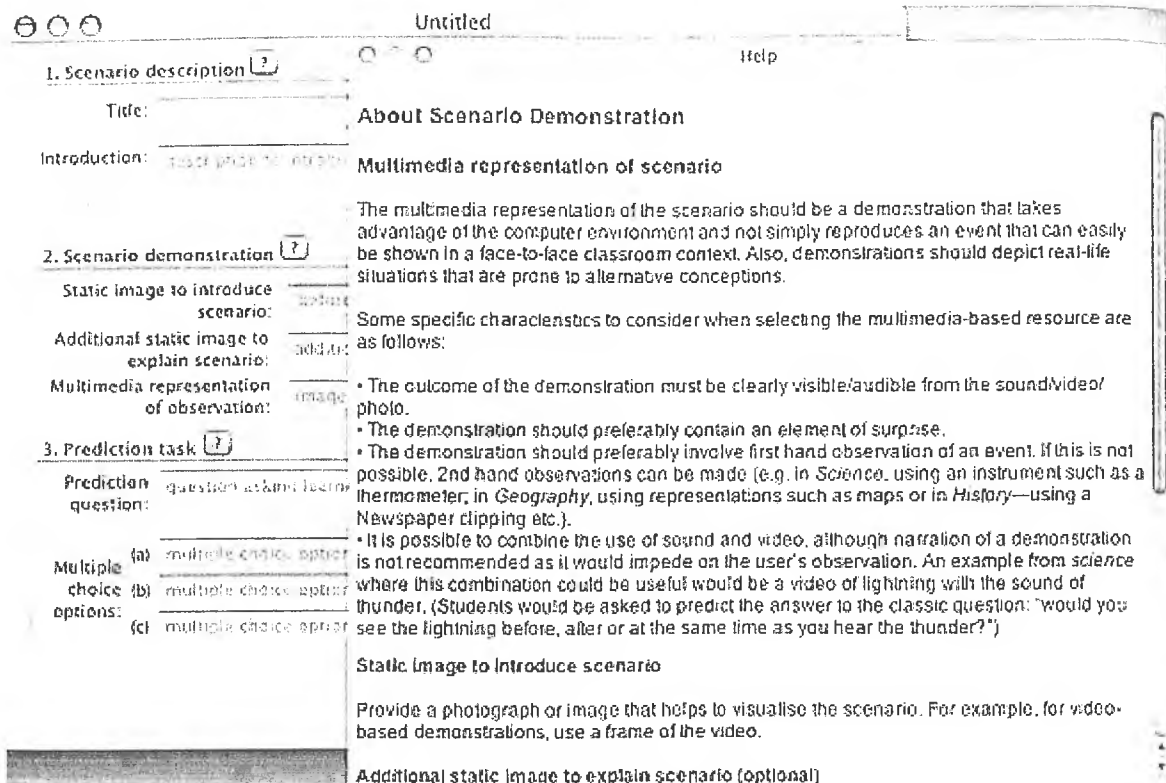 Untitled
1. Scenario description ?
Title:
Introduction:
2. Scenario demonstration ?
Static image to introduce
scenario:
Additional static image to
explain scenario:
Multimedia representation
of observation:
image
3. Prediction task ?
Prediction
question:
question asking learn
Multiple
choice
options:
(a) multiple choice option
(b) multiple choice option
(c) multiple choice option
Help
About Scenario Demonstration
Multimedia representation of scenario
The multimedia representation of the scenario should be a demonstration that takes
advantage of the computer environment and not simply reproduces an event that can easily
be shown in a face-to-face classroom context. Also, demonstrations should depict real-life
situations that are prone to alternative conceptions.
Some specific characteristics to consider when selecting the multimedia-based resource are
as follows:
• The outcome of the demonstration must be clearly visible/audible from the sound/video/
photo.
• The demonstration should preferably contain an element of surprise.
• The demonstration should preferably involve first hand observation of an event. If this is not
possible, 2nd hand observations can be made (e.g. in Science, using an instrument such as a
thermometer; in Geography, using representations such as maps or in History—using a
Newspaper clipping etc.).
• It is possible to combine the use of sound and video, although narration of a demonstration
is not recommended as it would impede on the user's observation. An example from science
where this combination could be useful would be a video of lightning with the sound of
thunder. (Students would be asked to predict the answer to the classic question: "would you
see the lightning before, after or at the same time as you hear the thunder?")
Static image to introduce scenario
Provide a photograph or image that helps to visualise the scenario. For example, for video-
based demonstrations, use a frame of the video.
Additional static image to explain scenario (optional)